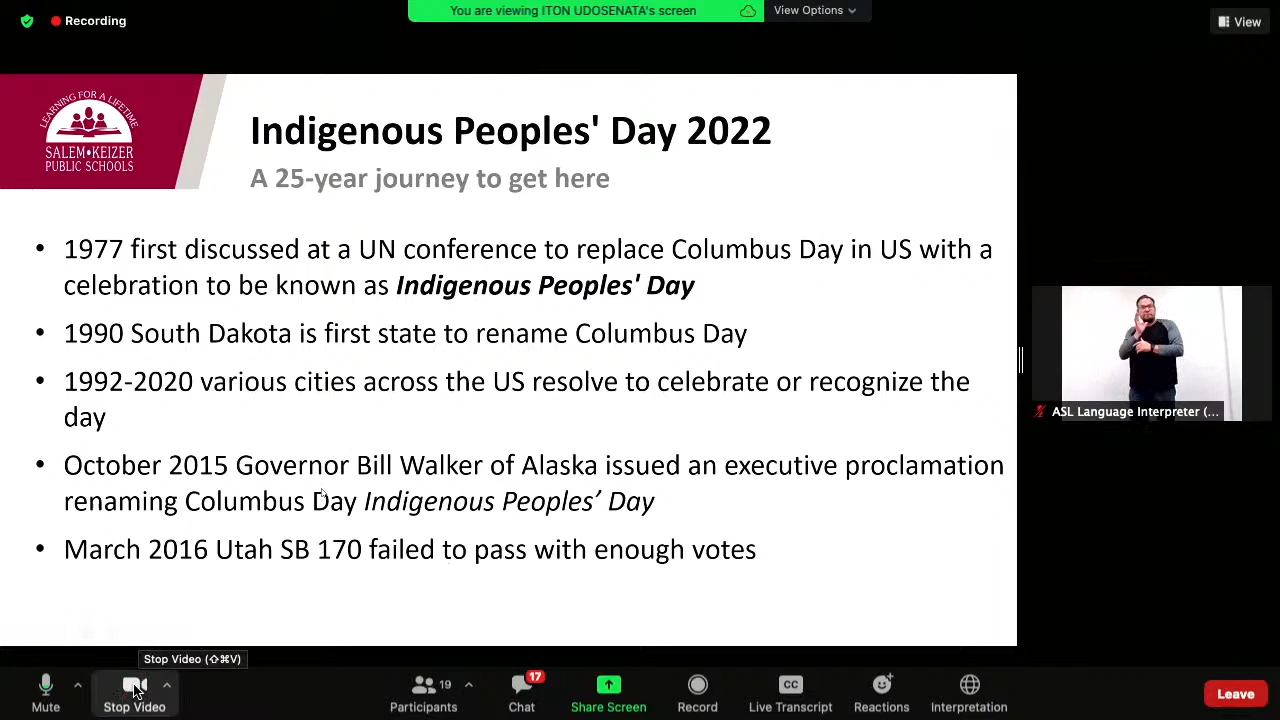 Recording
You are viewing ITON UDOSENATA's screen
View Options
View
LEARNING FOR A LIFETIME
SALEM•KEIZER
PUBLIC SCHOOLS
Indigenous Peoples' Day 2022
A 25-year journey to get here
• 1977 first discussed at a UN conference to replace Columbus Day in US with a
celebration to be known as Indigenous Peoples' Day
• 1990 South Dakota is first state to rename Columbus Day
• 1992-2020 various cities across the US resolve to celebrate or recognize the
day
• October 2015 Governor Bill Walker of Alaska issued an executive proclamation
renaming Columbus Day Indigenous Peoples’ Day
• March 2016 Utah SB 170 failed to pass with enough votes
ASL Language Interpreter (...
Stop Video (⇧⌘V)
Mute
Stop Video
19
Participants
17
Chat
Share Screen
Record
CC
Live Transcript
Reactions
Interpretation
Leave